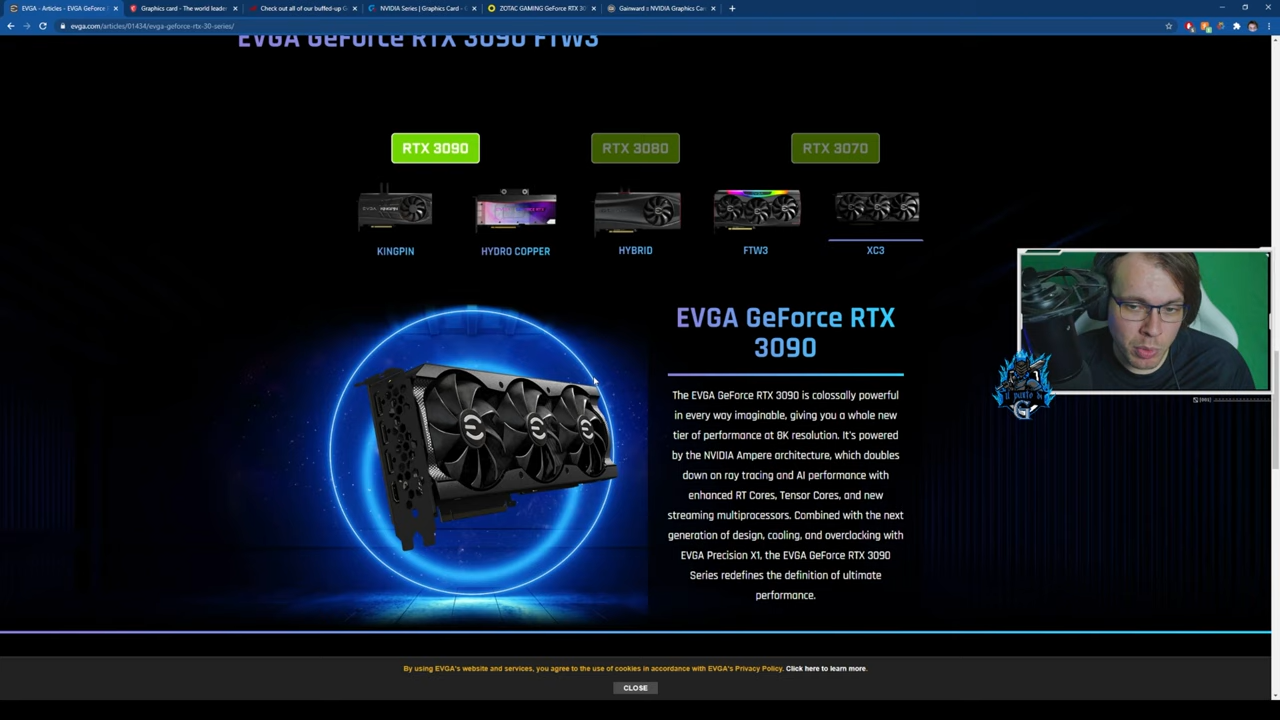 EVGA - Articles - EVGA GeForce
Graphics card - The world leade
Check out all of our buffed-up G
NVIDIA Series | Graphics Card - G
ZOTAC GAMING GeForce RTX 30
Gainward :: NVIDIA Graphics Car
evga.com/articles/01434/evga-geforce-rtx-30-series/
EVGA GeForce RTX 3090 FTW3
RTX 3090
RTX 3080
RTX 3070
KINGPIN
HYDRO COPPER
HYBRID
FTW3
XC3
EVGA GeForce RTX
3090
The EVGA GeForce RTX 3090 is colossally powerful
in every way imaginable, giving you a whole new
tier of performance at 8K resolution. It's powered
by the NVIDIA Ampere architecture, which doubles
down on ray tracing and AI performance with
enhanced RT Cores, Tensor Cores, and new
streaming multiprocessors. Combined with the next
generation of design, cooling, and overclocking with
EVGA Precision X1, the EVGA GeForce RTX 3090
Series redefines the definition of ultimate
performance.
By using EVGA's website and services, you agree to the use of cookies in accordance with EVGA's Privacy Policy. Click here to learn more.
CLOSE